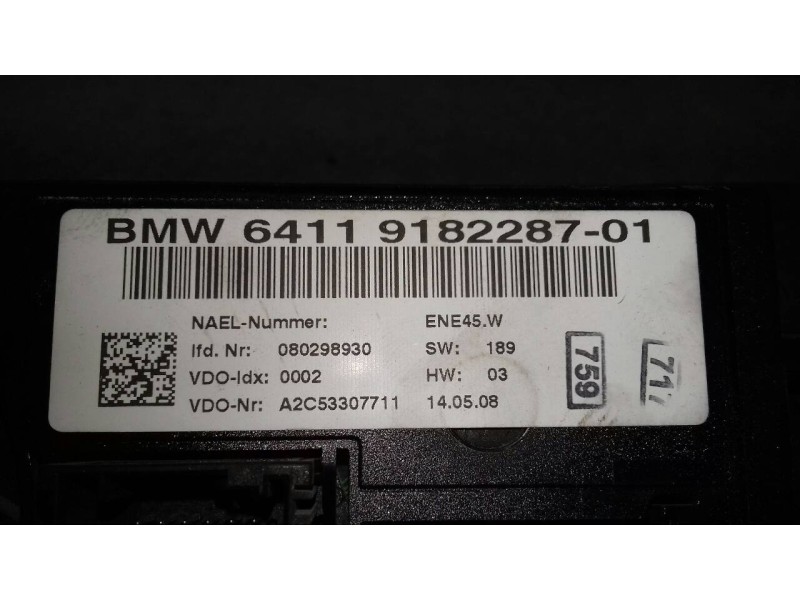 BMW 6411 9182287-01
NAEL-Nummer: ENE45.W
lfd. Nr: 080298930 SW: 189
VDO-Idx: 0002 HW: 03
VDO-Nr: A2C53307711 14.05.08
759